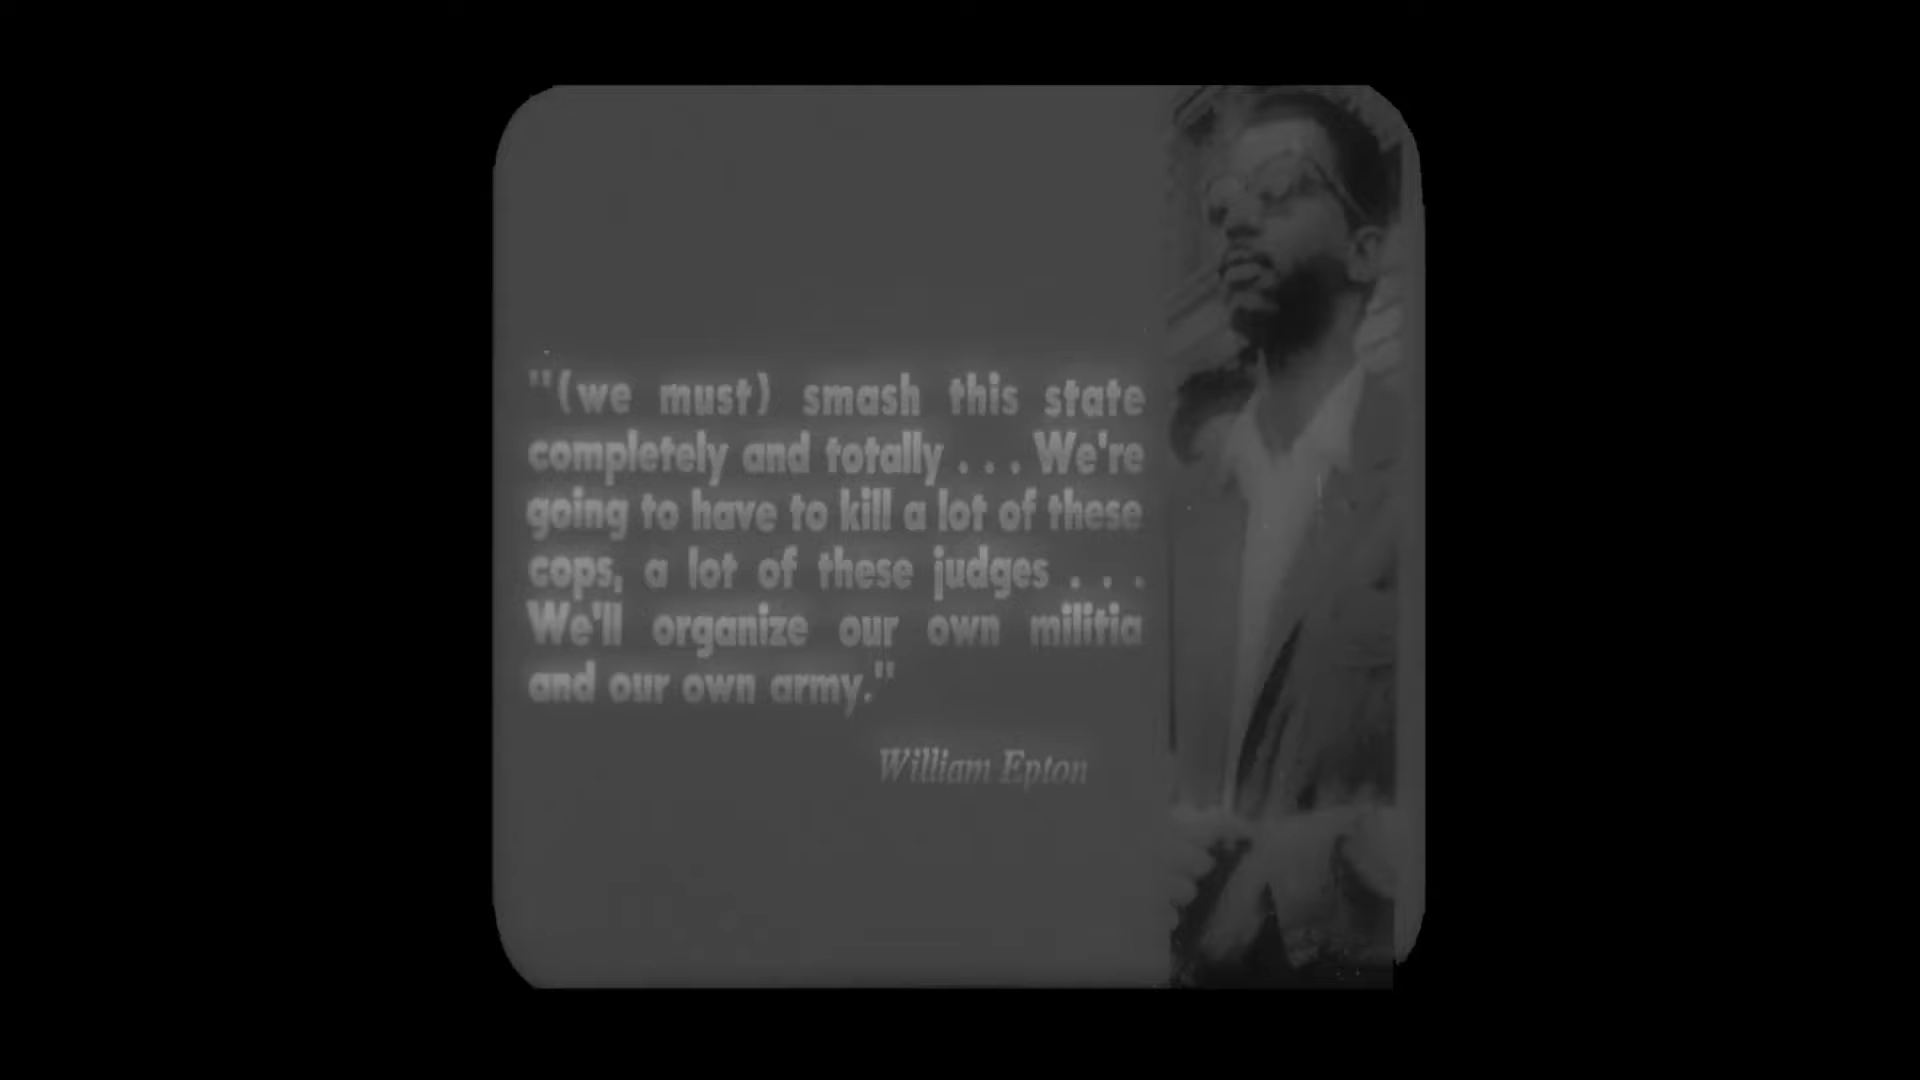 "(we must) smash this state
completely and totally . . . We're
going to have to kill a lot of these
cops, a lot of these judges . . .
We'll organize our own militia
and our own army."
William Epton